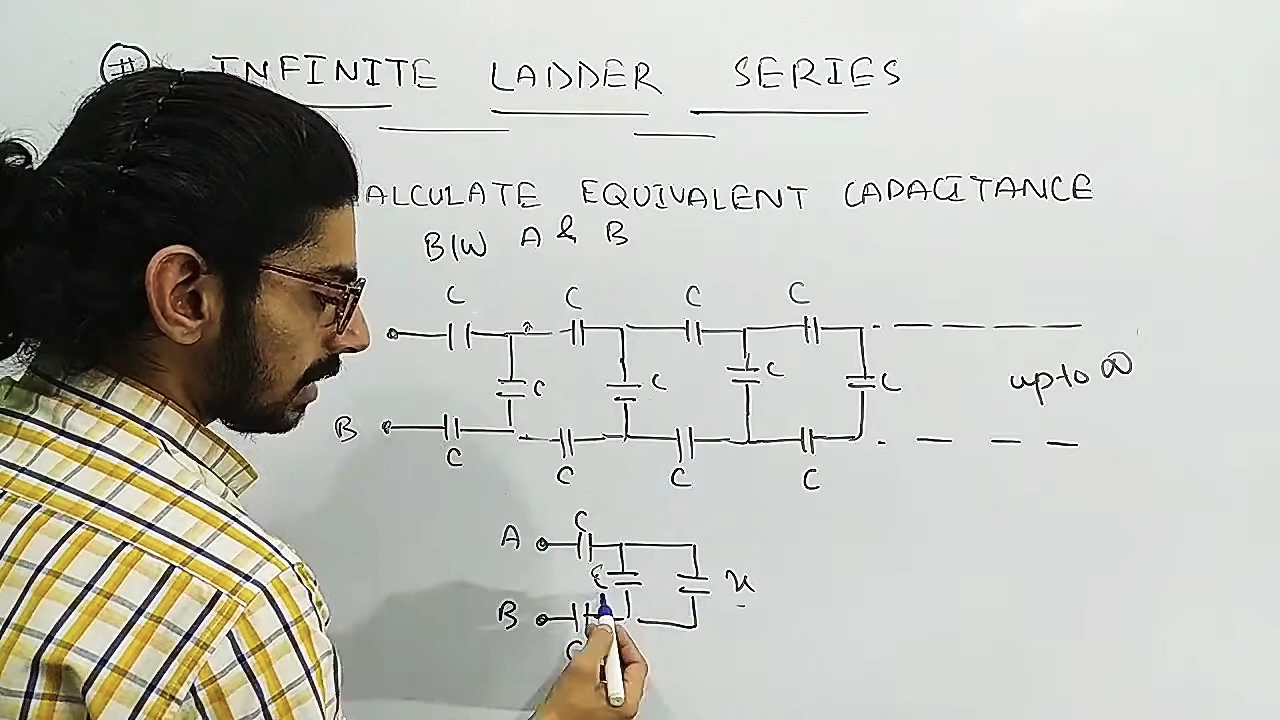 # INFINITE LADDER SERIES
ALCULATE EQUIVALENT CAPACITANCE
B/W A & B
C C C C
C C C C
up to ∞
B
C C C C
C
A
C x
B
C